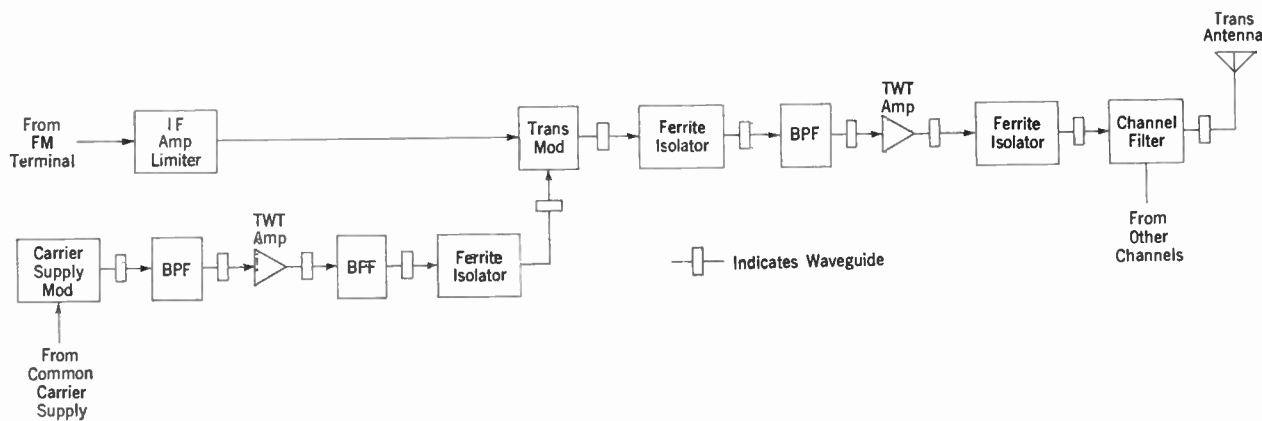 Trans
Antenna
From
FM
Terminal
I F
Amp
Limiter
Trans
Mod
Ferrite
Isolator
BPF
TWT
Amp
Ferrite
Isolator
Channel
Filter
From
Other
Channels
Carrier
Supply
Mod
BPF
TWT
Amp
BPF
Ferrite
Isolator
Indicates Waveguide
From
Common
Carrier
Supply